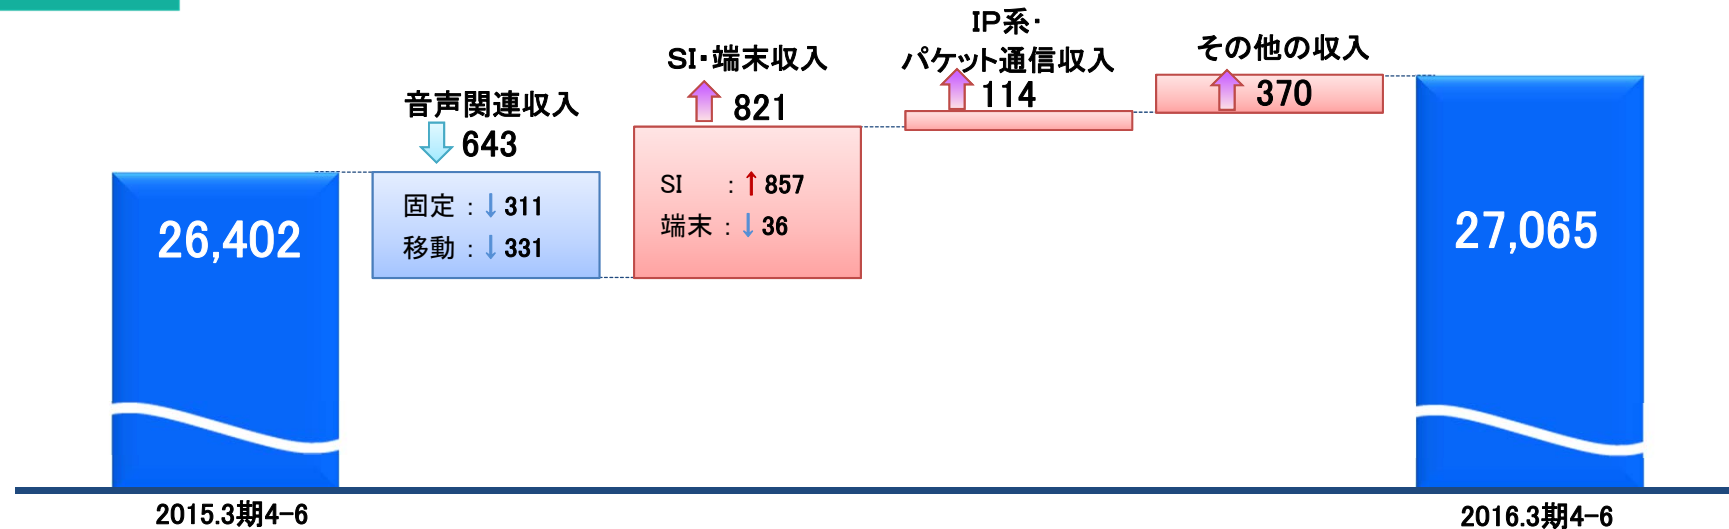 音声関連収入
643
SI・端末収入
821
IP系・
パケット通信収入
114
その他の収入
370
26,402
固定 : ↓ 311
移動 : ↓ 331
SI : ↑ 857
端末 : ↓ 36
27,065
2015.3期4-6
2016.3期4-6